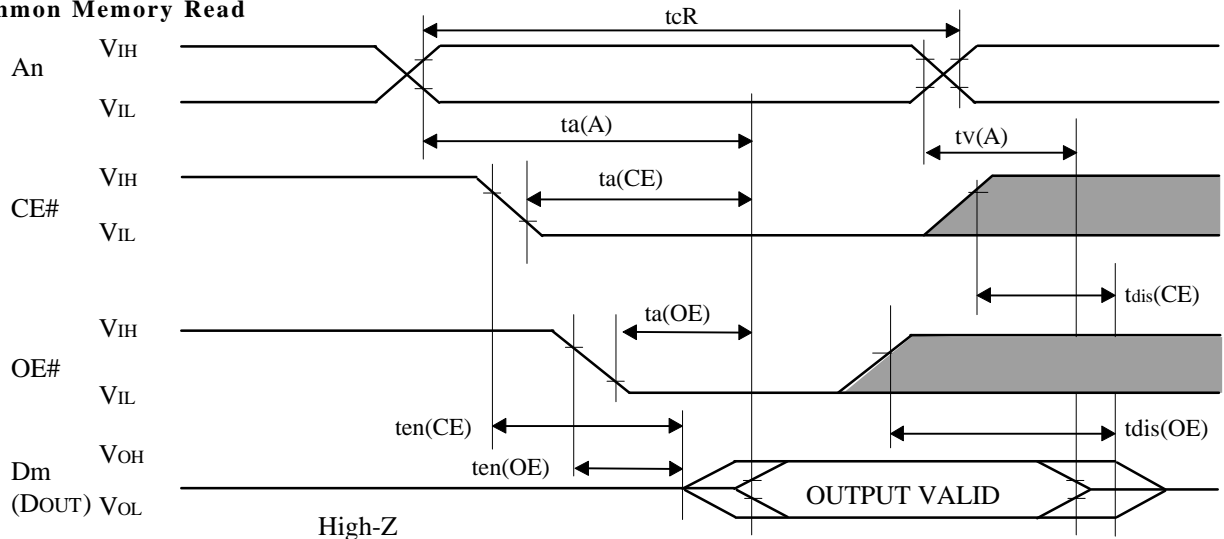 mmon Memory Read
tcR
An
VIH
VIL
ta(A)
tv(A)
CE#
VIH
VIL
ta(CE)
tdis(CE)
OE#
VIH
VIL
ta(OE)
ten(CE)
tdis(OE)
ten(OE)
Dm
(DOUT)
VOH
VOL
OUTPUT VALID
High-Z